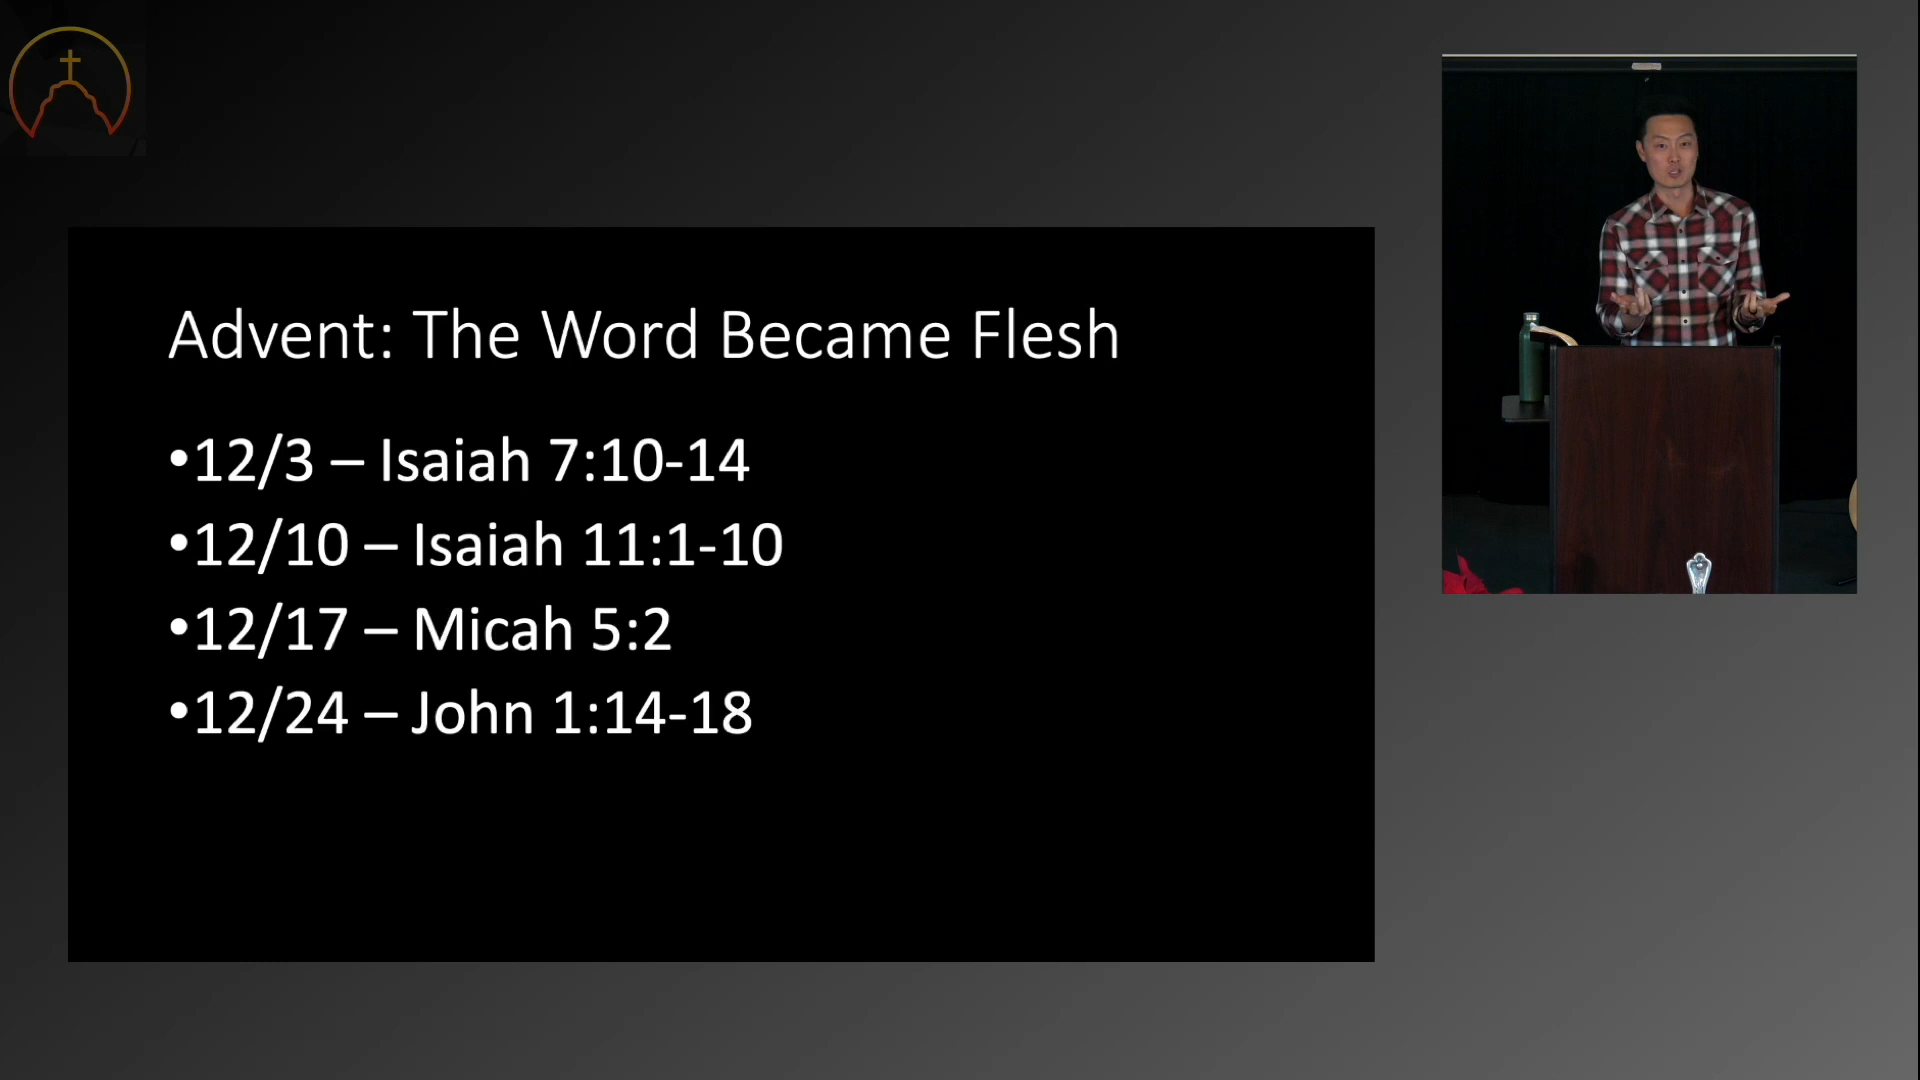 Advent: The Word Became Flesh
•12/3 – Isaiah 7:10-14
•12/10 – Isaiah 11:1-10
•12/17 – Micah 5:2
•12/24 – John 1:14-18